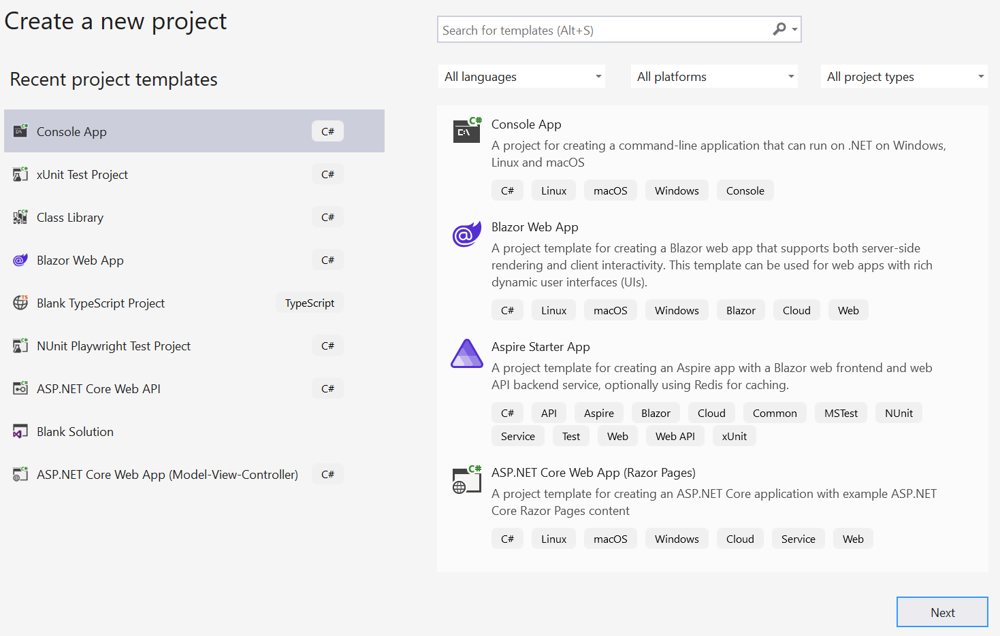 Create a new project
Search for templates (Alt+S)
Recent project templates
All languages
All platforms
All project types
Console App
C#
xUnit Test Project
C#
Class Library
C#
Blazor Web App
C#
Blank TypeScript Project
TypeScript
NUnit Playwright Test Project
C#
ASP.NET Core Web API
C#
Blank Solution
ASP.NET Core Web App (Model-View-Controller)
C#
Console App
A project for creating a command-line application that can run on .NET on Windows,
Linux and macOS
C# Linux macOS Windows Console
Blazor Web App
A project template for creating a Blazor web app that supports both server-side
rendering and client interactivity. This template can be used for web apps with rich
dynamic user interfaces (UIs).
C# Linux macOS Windows Blazor Cloud Web
Aspire Starter App
A project template for creating an Aspire app with a Blazor web frontend and web
API backend service, optionally using Redis for caching.
C# API Aspire Blazor Cloud Common MSTest NUnit
Service Test Web Web API xUnit
ASP.NET Core Web App (Razor Pages)
A project template for creating an ASP.NET Core application with example ASP.NET
Core Razor Pages content
C# Linux macOS Windows Cloud Service Web
Next